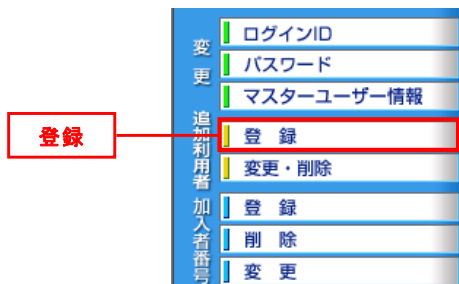 変更
ログインID
パスワード
マスターユーザー情報
登録
追加利用者
登 録
変更・削除
加入者番号
登 録
削 除
変 更